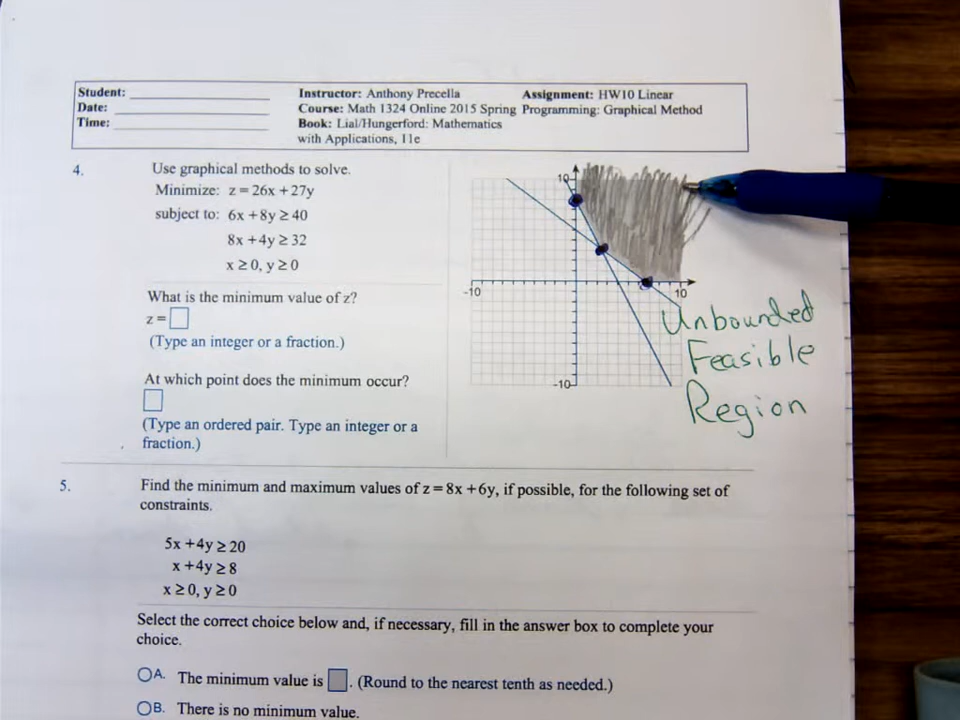 Student:
Instructor: Anthony Precella
Assignment: HW10 Linear
Date:
Course: Math 1324 Online 2015 Spring
Programming: Graphical Method
Time:
Book: Lial/Hungerford: Mathematics
with Applications, 11e
4.
Use graphical methods to solve.
Minimize: z = 26x + 27y
subject to: 6x + 8y ≥ 40
8x + 4y ≥ 32
x ≥ 0, y ≥ 0
What is the minimum value of z?
z =
(Type an integer or a fraction.)
At which point does the minimum occur?
(Type an ordered pair. Type an integer or a
fraction.)
10
-10
10
-10
Unbounded
Feasible
Region
5.
Find the minimum and maximum values of z = 8x + 6y, if possible, for the following set of
constraints.
5x + 4y ≥ 20
x + 4y ≥ 8
x ≥ 0, y ≥ 0
Select the correct choice below and, if necessary, fill in the answer box to complete your
choice.
A. The minimum value is . (Round to the nearest tenth as needed.)
B. There is no minimum value.